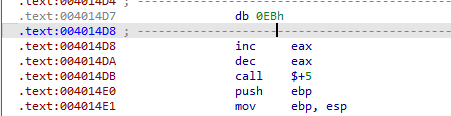 .text:004014D4 ; ---------------------------------------------------
.text:004014D7 db 0EBh
.text:004014D8 ; ---------------------------------------------------
.text:004014D8 inc eax
.text:004014DA dec eax
.text:004014DB call $+5
.text:004014E0 push ebp
.text:004014E1 mov ebp, esp